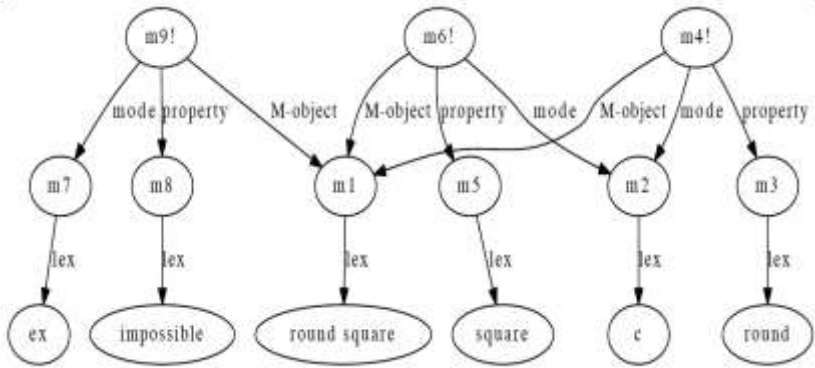 m9! m6! m4!
mode property M-object M-object property mode M-object mode property
m7 m8 m1 m5 m2 m3
lex lex lex lex lex lex
ex impossible round square square c round